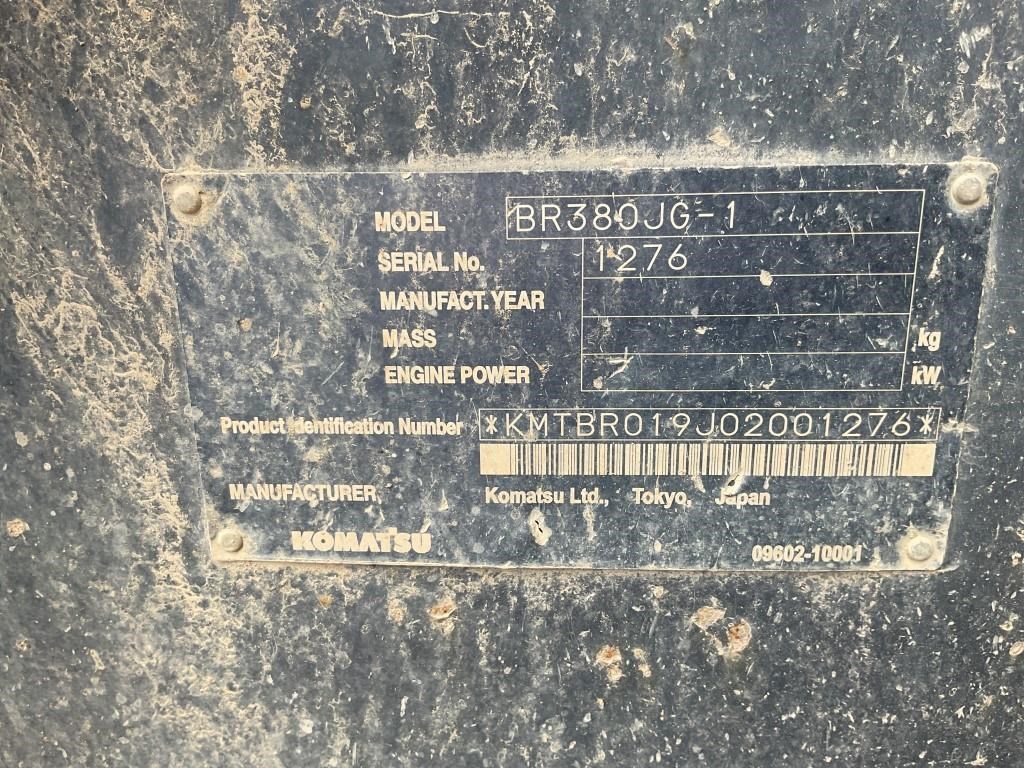 MODEL BR380JG-1
SERIAL No. 1276
MANUFACT. YEAR
MASS kg
ENGINE POWER kW
Product Identification Number *KMTBR019J02001276*
MANUFACTURER, Komatsu Ltd., Tokyo, Japan
KOMATSU 09602-10001